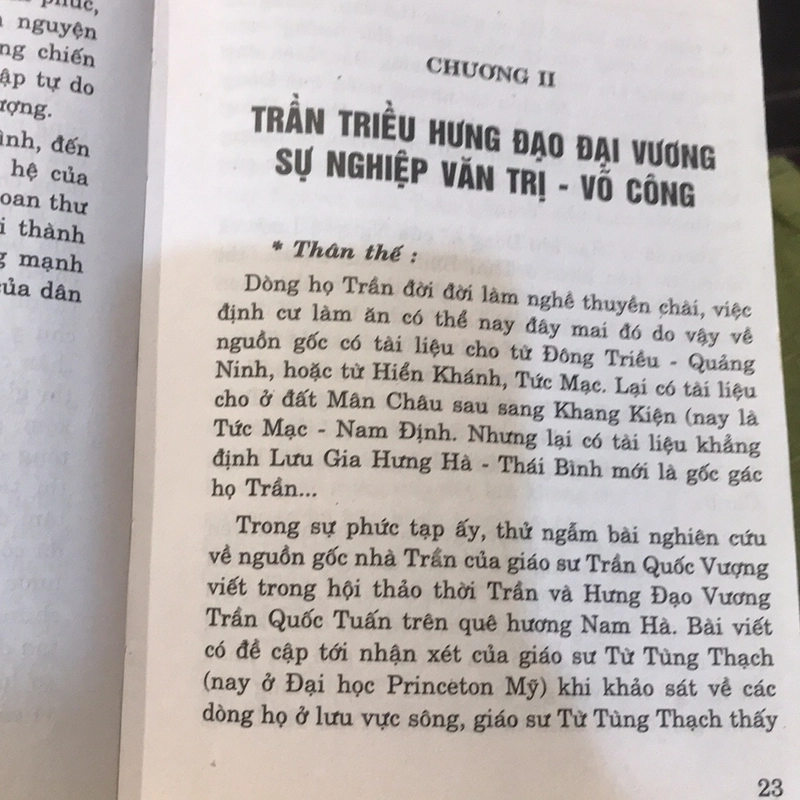 phúc,
nguyện
ng chiến
ập tự do
ượng.
ình, đến
hệ của
oan thư
i thành
g mạnh
của dân
CHƯƠNG II
TRẦN TRIỀU HƯNG ĐẠO ĐẠI VƯƠNG
SỰ NGHIỆP VĂN TRỊ - VÕ CÔNG
* Thân thế :
Dòng họ Trần đời đời làm nghề thuyền chài, việc
định cư làm ăn có thể nay đây mai đó do vậy về
nguồn gốc có tài liệu cho từ Đông Triều - Quảng
Ninh, hoặc từ Hiển Khánh, Tức Mạc. Lại có tài liệu
cho ở đất Mân Châu sau sang Khang Kiện (nay là
Tức Mạc - Nam Định. Nhưng lại có tài liệu khẳng
định Lưu Gia Hưng Hà - Thái Bình mới là gốc gác
họ Trần...
Trong sự phức tạp ấy, thử ngẫm bài nghiên cứu
về nguồn gốc nhà Trần của giáo sư Trần Quốc Vượng
viết trong hội thảo thời Trần và Hưng Đạo Vương
Trần Quốc Tuấn trên quê hương Nam Hà. Bài viết
có đề cập tới nhận xét của giáo sư Từ Tùng Thạch
(nay ở Đại học Princeton Mỹ) khi khảo sát về các
dòng họ ở lưu vực sông, giáo sư Từ Tùng Thạch thấy
23